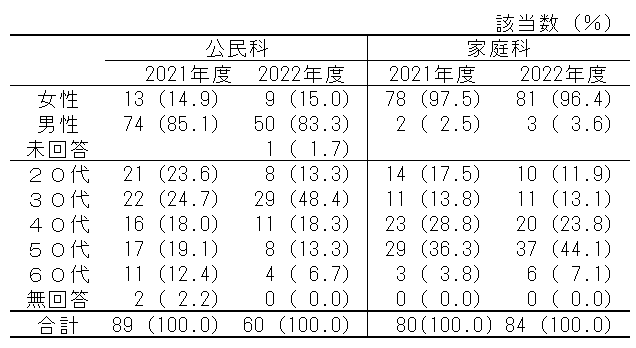 該当数（％）
公民科 家庭科
2021年度 2022年度 2021年度 2022年度
女性 13 (14.9) 9 (15.0) 78 (97.5) 81 (96.4)
男性 74 (85.1) 50 (83.3) 2 ( 2.5) 3 ( 3.6)
未回答 1 ( 1.7)
２０代 21 (23.6) 8 (13.3) 14 (17.5) 10 (11.9)
３０代 22 (24.7) 29 (48.4) 11 (13.8) 11 (13.1)
４０代 16 (18.0) 11 (18.3) 23 (28.8) 20 (23.8)
５０代 17 (19.1) 8 (13.3) 29 (36.3) 37 (44.1)
６０代 11 (12.4) 4 ( 6.7) 3 ( 3.8) 6 ( 7.1)
無回答 2 ( 2.2) 0 ( 0.0) 0 ( 0.0) 0 ( 0.0)
合計 89 (100.0) 60 (100.0) 80(100.0) 84 (100.0)